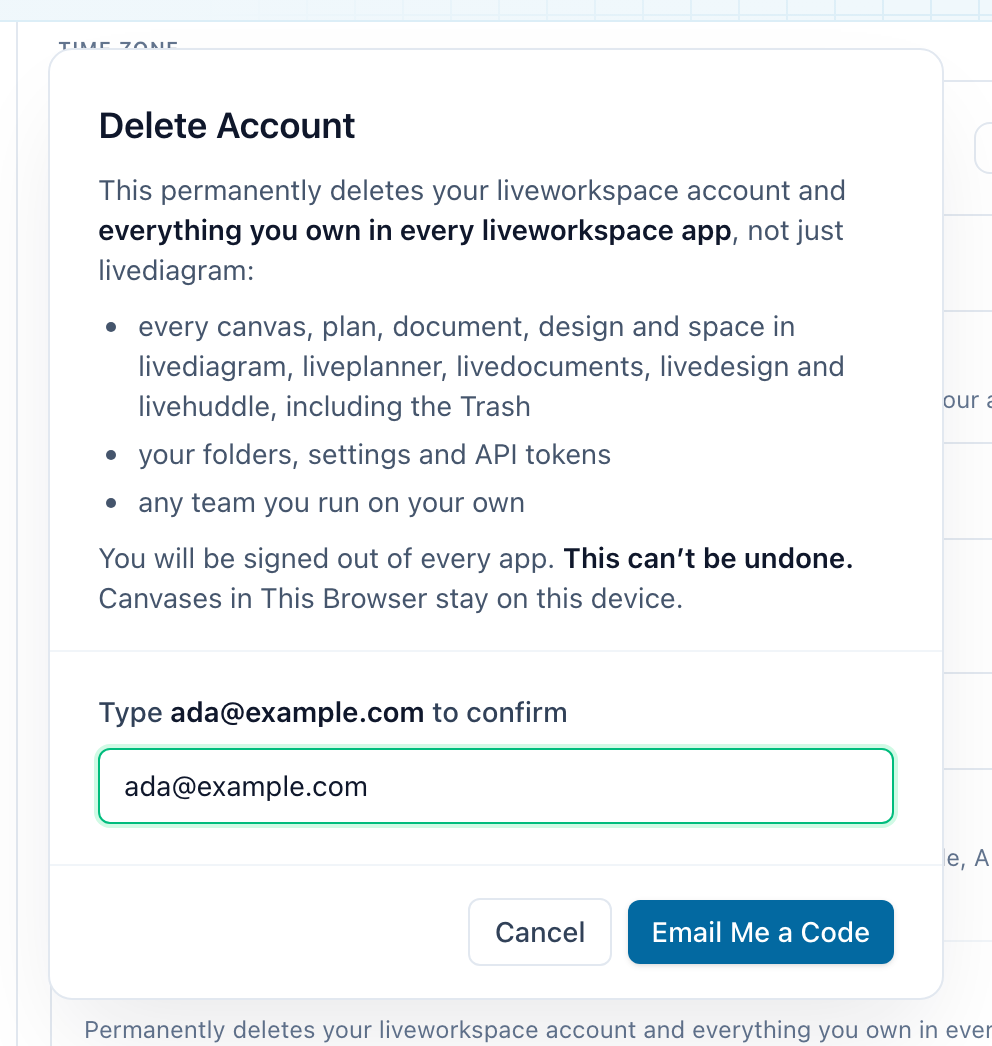 TIME ZONE
Delete Account
This permanently deletes your liveworkspace account and
everything you own in every liveworkspace app, not just
livediagram:
• every canvas, plan, document, design and space in
livediagram, liveplanner, livedocuments, livedesign and
livehuddle, including the Trash
our a
• your folders, settings and API tokens
• any team you run on your own
You will be signed out of every app. This can’t be undone.
Canvases in This Browser stay on this device.
Type ada@example.com to confirm
ada@example.com
le, A
Cancel
Email Me a Code
Permanently deletes your liveworkspace account and everything you own in ever